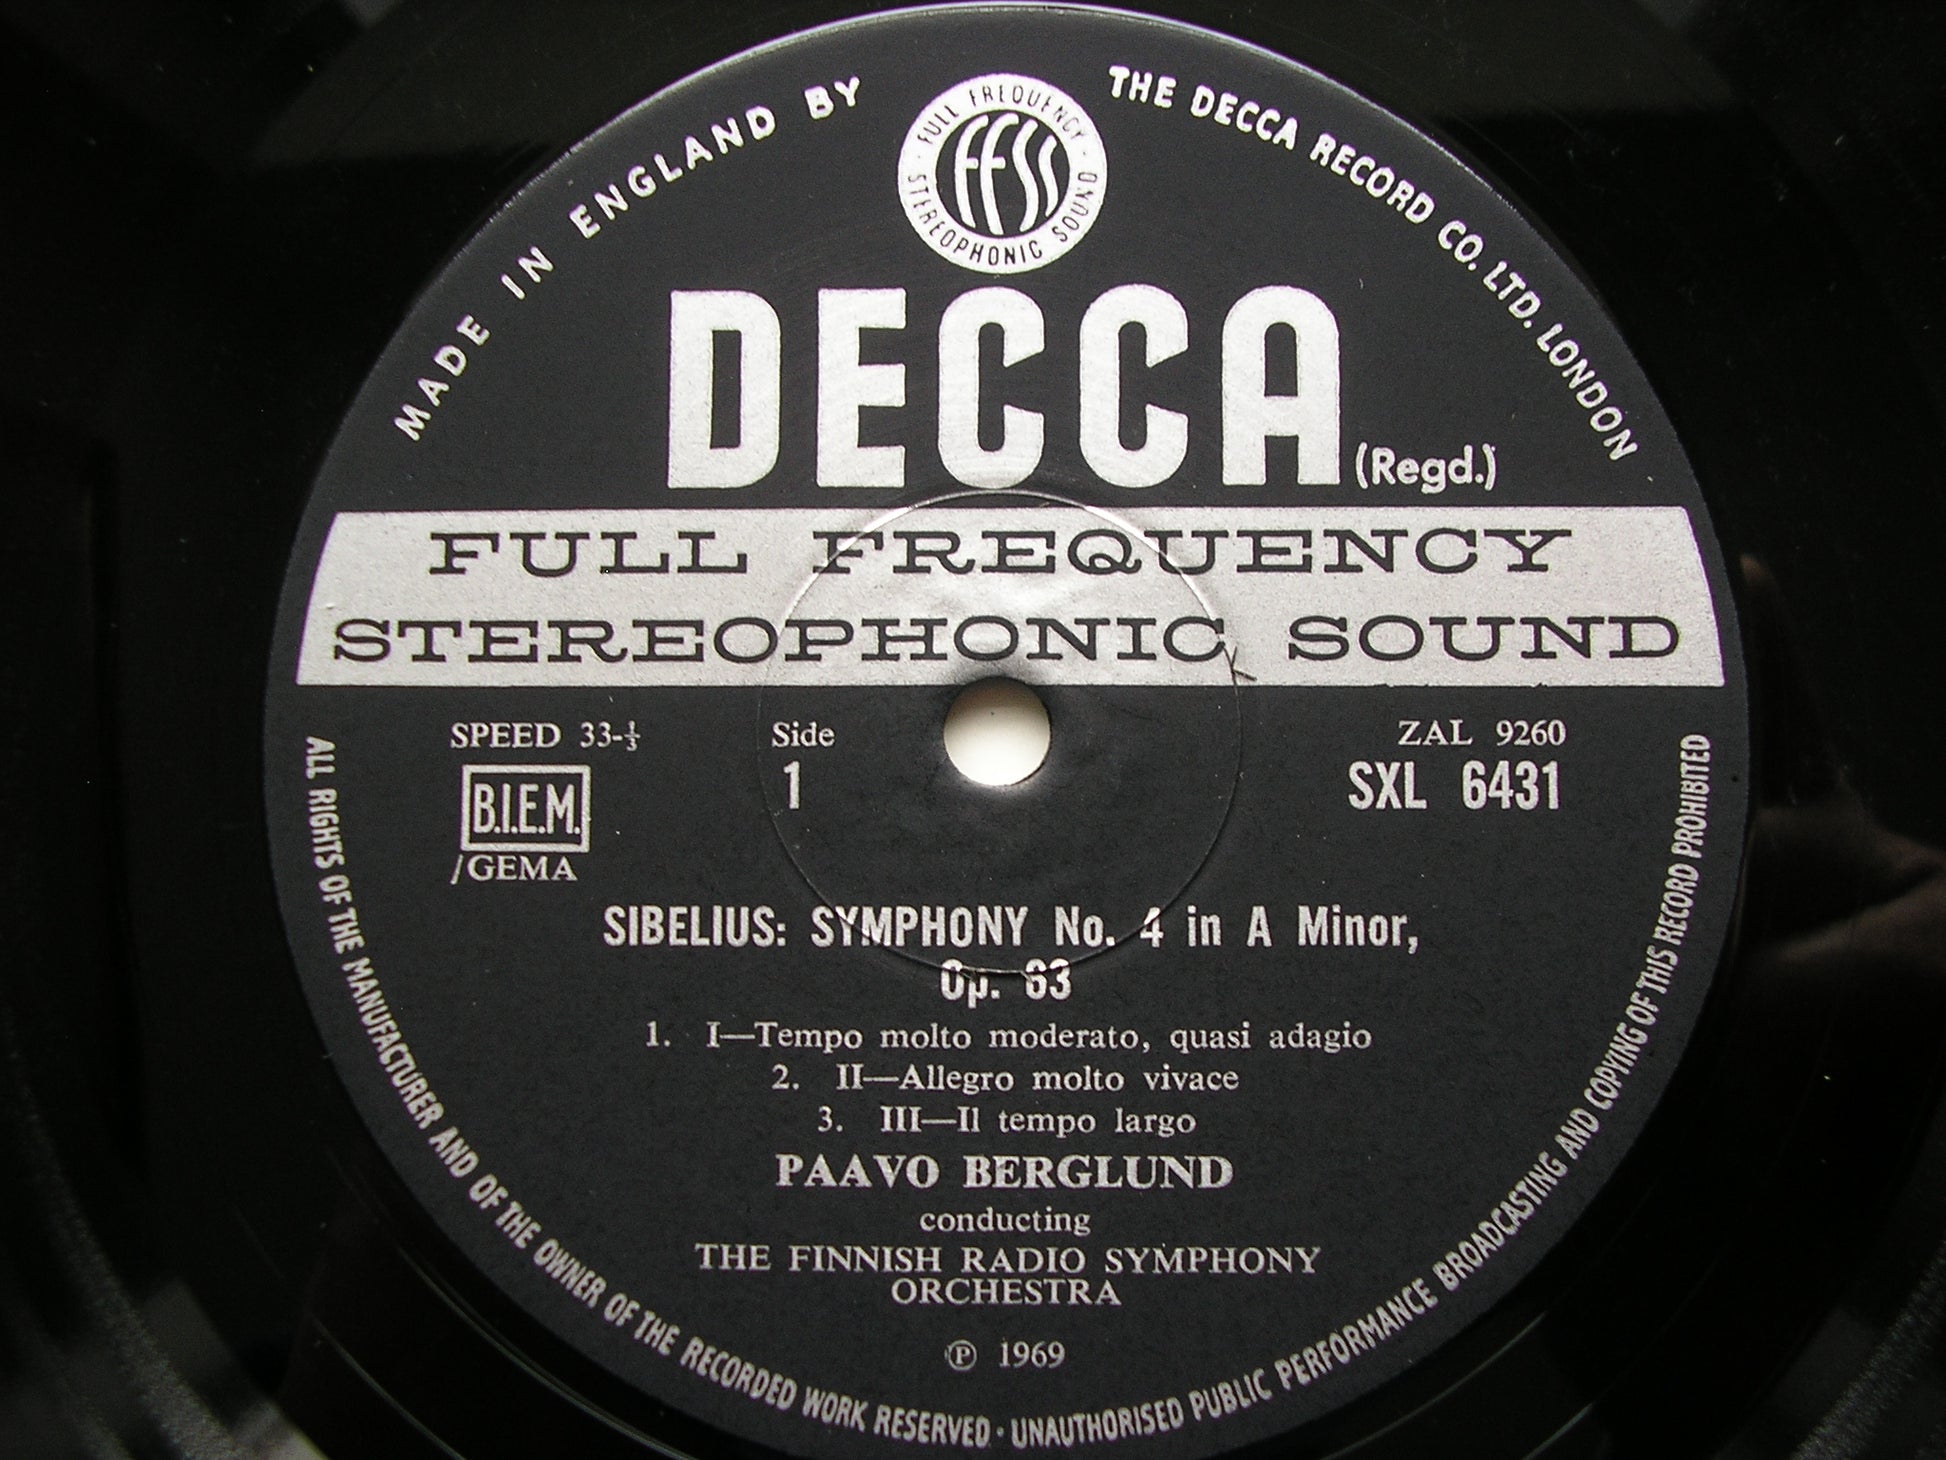 MADE IN ENGLAND BY
THE DECCA RECORD CO. LTD. LONDON
FULL FREQUENCY
FFSS
STEREOPHONIC SOUND
DECCA (Regd.)
FULL FREQUENCY
STEREOPHONIC SOUND
SPEED 33-⅓
Side
ZAL 9260
1
SXL 6431
B.I.E.M.
/GEMA
SIBELIUS: SYMPHONY No. 4 in A Minor,
Op. 63
1. I—Tempo molto moderato, quasi adagio
2. II—Allegro molto vivace
3. III—Il tempo largo
PAAVO BERGLUND
conducting
THE FINNISH RADIO SYMPHONY
ORCHESTRA
℗ 1969
ALL RIGHTS OF THE MANUFACTURER AND OF THE OWNER OF THE RECORDED WORK RESERVED · UNAUTHORISED PUBLIC PERFORMANCE BROADCASTING AND COPYING OF THIS RECORD PROHIBITED